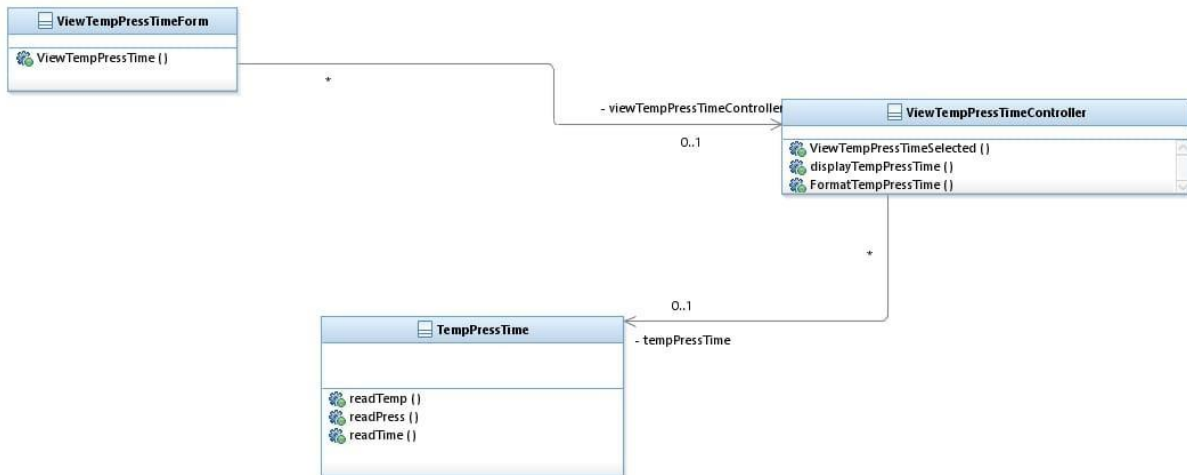 ViewTempPressTimeForm
ViewTempPressTime ()
*
- viewTempPressTimeController
0..1
ViewTempPressTimeController
ViewTempPressTimeSelected ()
displayTempPressTime ()
FormatTempPressTime ()
*
0..1
- tempPressTime
TempPressTime
readTemp ()
readPress ()
readTime ()